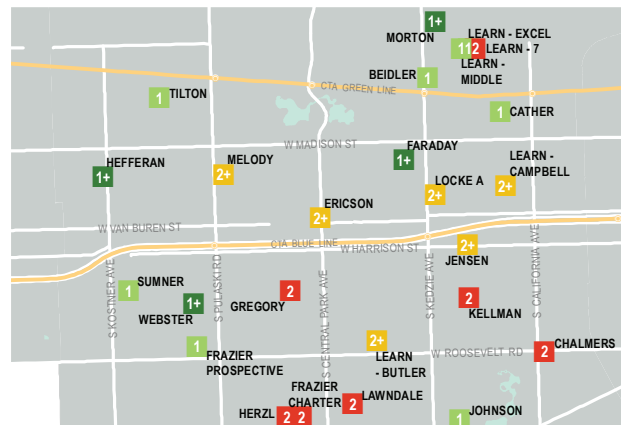 1+
MORTON
LEARN - EXCEL
1 1 2
LEARN - 7
LEARN -
MIDDLE
BEIDLER
1
CTA GREEN LINE
1
TILTON
1
CATHER
W MADISON ST
FARADAY
1+
LEARN -
CAMPBELL
2+
HEFFERAN
1+
MELODY
2+
LOCKE A
2+
ERICSON
2+
W VAN BUREN ST
CTA BLUE LINE
W HARRISON ST
2+
JENSEN
S KOSTNER AVE
S PULASKI RD
S CENTRAL PARK AVE
S KEDZIE AVE
S CALIFORNIA AVE
SUMNER
1
1+
WEBSTER
GREGORY
2
2
KELLMAN
1
FRAZIER
PROSPECTIVE
2+
LEARN
- BUTLER
W ROOSEVELT RD
2
CHALMERS
FRAZIER
CHARTER
2
LAWNDALE
HERZL
2 2
1
JOHNSON